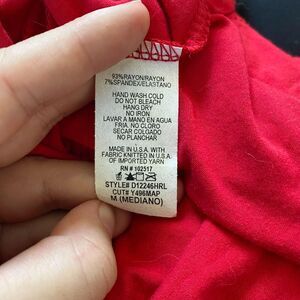 93%RAYON/RAYON
7%SPANDEX/ELASTANO
HAND WASH COLD
DO NOT BLEACH
HANG DRY
NO IRON
LAVAR A MANO EN AGUA
FRIA. NO CLORO
SECAR COLGADO
NO PLANCHAR
MADE IN U.S.A. WITH
FABRIC KNITTED IN U.S.A.
OF IMPORTED YARN
RN # 102317
STYLE# D12246HRL
CUT# Y496MAP
M (MEDIANO)